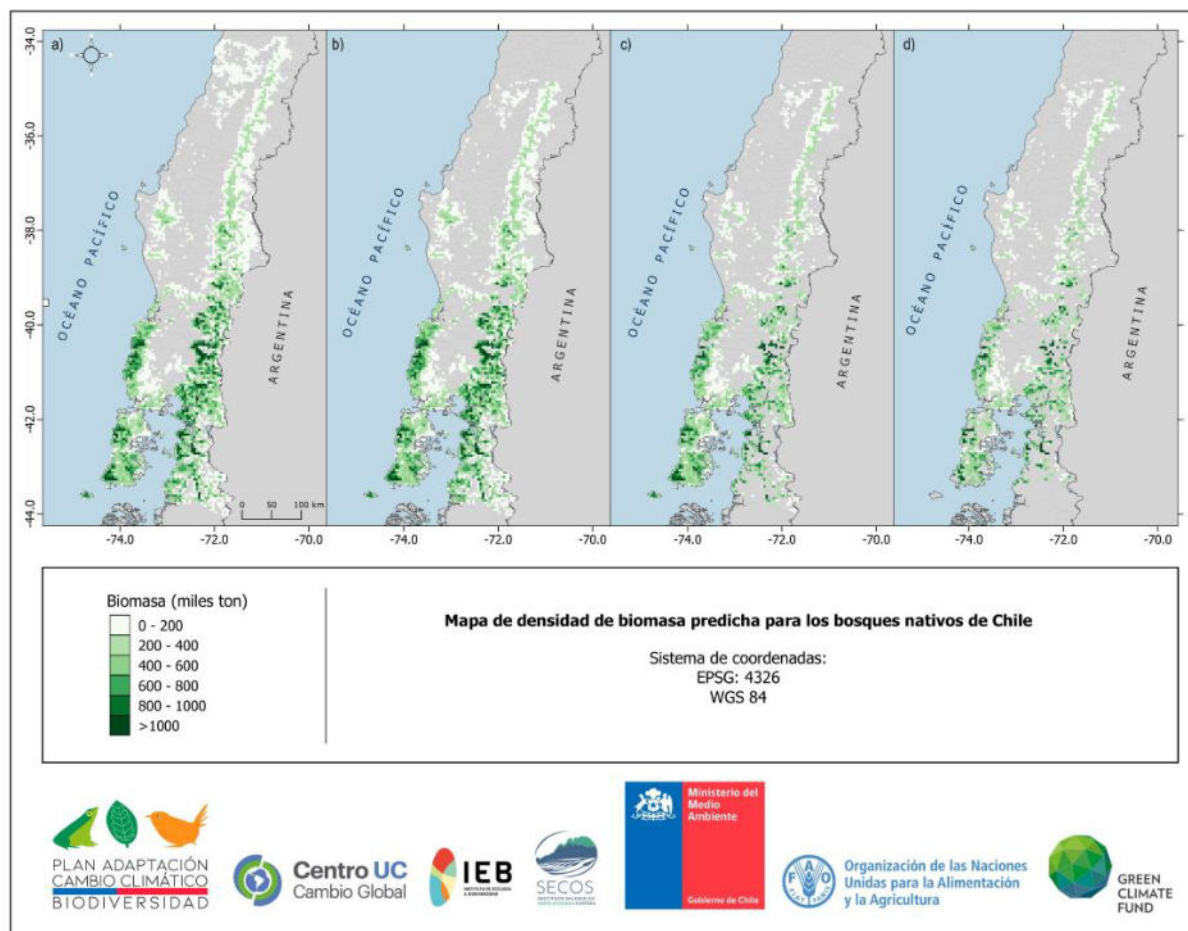 a)
b)
c)
d)
-34.0
-36.0
-38.0
-40.0
-42.0
-44.0
OCÉANO PACÍFICO
ARGENTINA
OCÉANO PACÍFICO
ARGENTINA
OCÉANO PACÍFICO
ARGENTINA
OCÉANO PACÍFICO
ARGENTINA
0 50 100 km
-74.0 -72.0 -70.0
-74.0 -72.0 -70.0
-74.0 -72.0 -70.0
-74.0 -72.0 -70.0
Biomasa (miles ton)
0 - 200
200 - 400
400 - 600
600 - 800
800 - 1000
>1000
Mapa de densidad de biomasa predicha para los bosques nativos de Chile
Sistema de coordenadas:
EPSG: 4326
WGS 84
PLAN ADAPTACIÓN
CAMBIO CLIMÁTICO
BIODIVERSIDAD
Centro UC
Cambio Global
IEB
SECOS
Ministerio del
Medio
Ambiente
Gobierno de Chile
F A O
FIAT PANIS
Organización de las Naciones
Unidas para la Alimentación
y la Agricultura
GREEN
CLIMATE
FUND